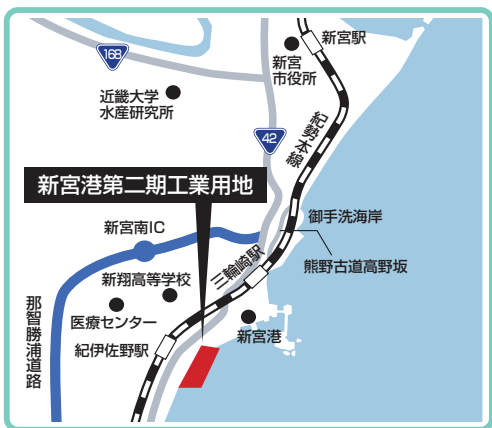 新宮駅
168
新宮
市役所
近畿大学
水産研究所
紀勢本線
42
新宮港第二期工業用地
御手洗海岸
新宮南IC
三輪崎駅
熊野古道高野坂
新翔高等学校
那智勝浦道路
医療センター
新宮港
紀伊佐野駅